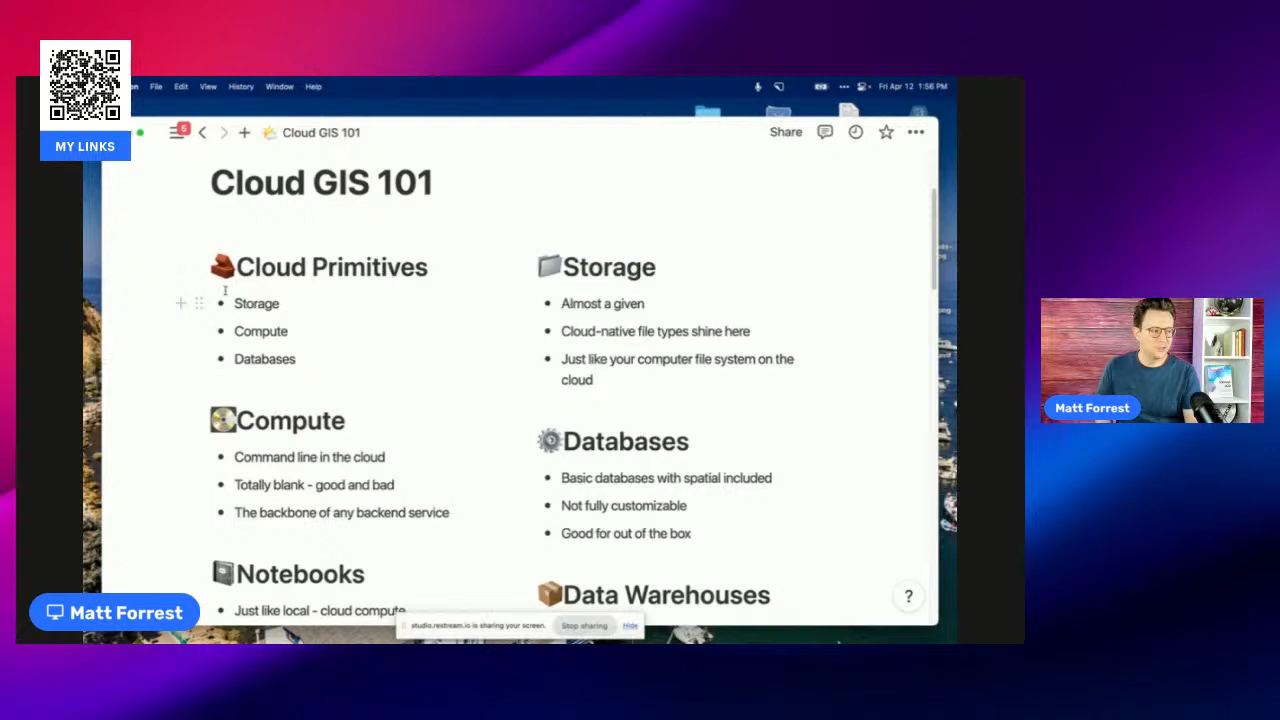 MY LINKS
File Edit View History Window Help
Fri Apr 12 1:56 PM
6
Cloud GIS 101
Share
Cloud GIS 101
Cloud Primitives
Storage
Compute
Databases
Compute
Command line in the cloud
Totally blank - good and bad
The backbone of any backend service
Notebooks
Just like local - cloud compute
Storage
Almost a given
Cloud-native file types shine here
Just like your computer file system on the
cloud
Databases
Basic databases with spatial included
Not fully customizable
Good for out of the box
Data Warehouses
?
studio.restream.io is sharing your screen.
Stop sharing
Hide
Matt Forrest
Matt Forrest